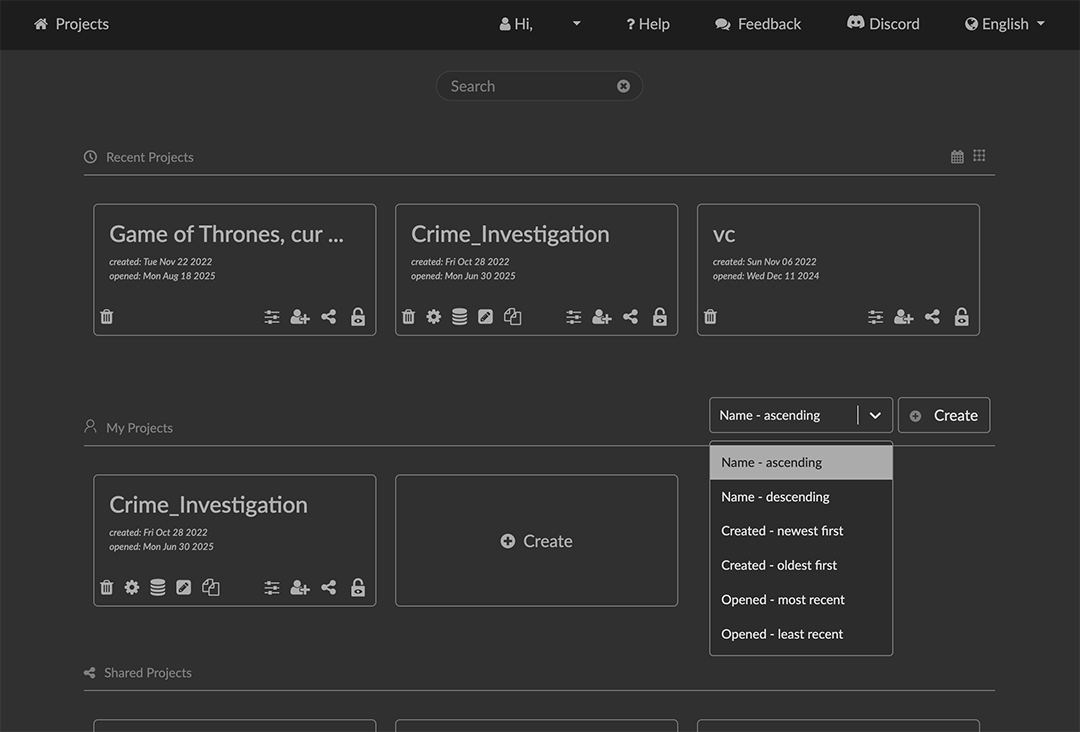 Projects
Hi,
Help
Feedback
Discord
English
Search
Recent Projects
Game of Thrones, cur ...
created: Tue Nov 22 2022
opened: Mon Aug 18 2025
Crime_Investigation
created: Fri Oct 28 2022
opened: Mon Jun 30 2025
vc
created: Sun Nov 06 2022
opened: Wed Dec 11 2024
My Projects
Name - ascending
Create
Crime_Investigation
created: Fri Oct 28 2022
opened: Mon Jun 30 2025
Create
Name - ascending
Name - descending
Created - newest first
Created - oldest first
Opened - most recent
Opened - least recent
Shared Projects